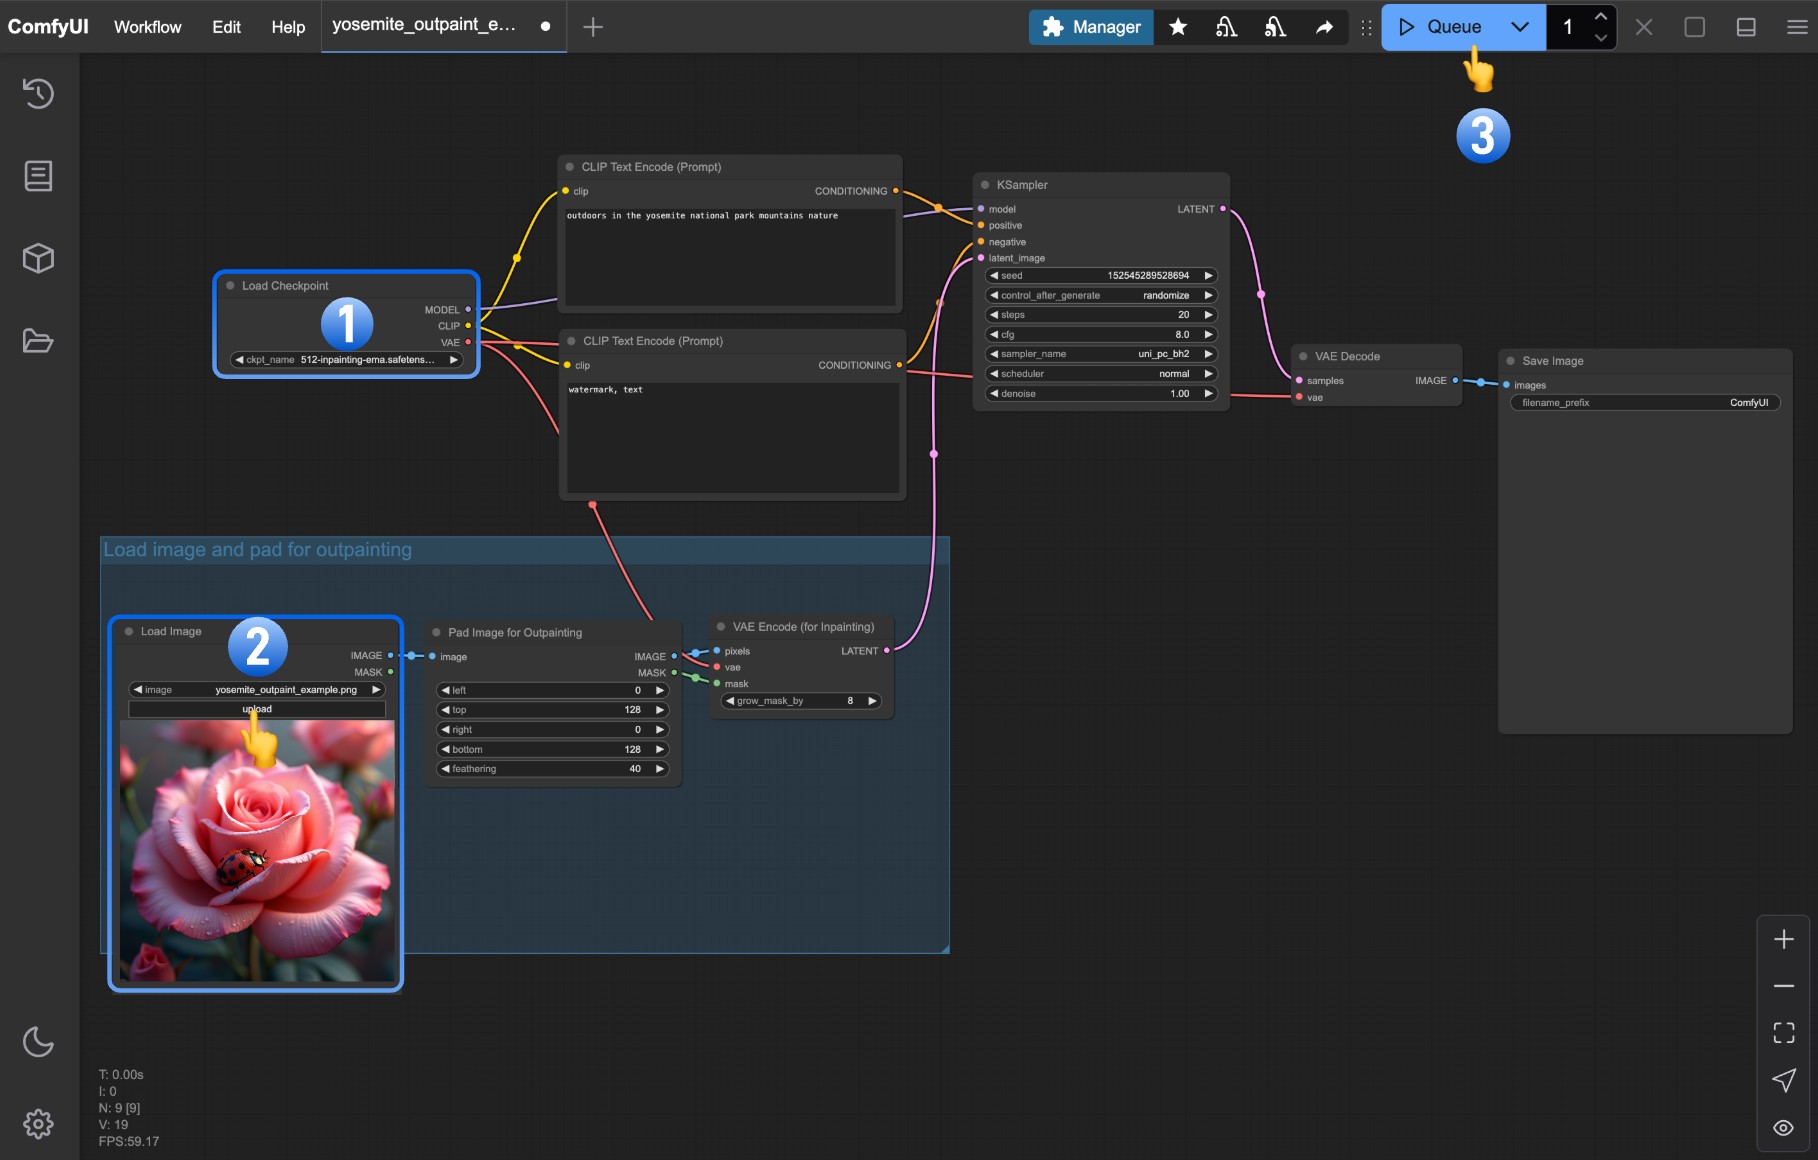 ComfyUI Workflow Edit Help yosemite_outpaint_e...
Manager Queue 1
3
CLIP Text Encode (Prompt)
clip CONDITIONING
outdoors in the yosemite national park mountains nature
Load Checkpoint
MODEL
CLIP
VAE
1
ckpt_name 512-inpainting-ema.safetens...
CLIP Text Encode (Prompt)
clip CONDITIONING
watermark, text
KSampler
model LATENT
positive
negative
latent_image
seed 152545289528694
control_after_generate randomize
steps 20
cfg 8.0
sampler_name uni_pc_bh2
scheduler normal
denoise 1.00
VAE Decode
samples IMAGE
vae
Save Image
images
filename_prefix ComfyUI
Load image and pad for outpainting
Load Image
2
IMAGE
MASK
image yosemite_outpaint_example.png
upload
Pad Image for Outpainting
image IMAGE
MASK
left 0
top 128
right 0
bottom 128
feathering 40
VAE Encode (for Inpainting)
pixels LATENT
vae
mask
grow_mask_by 8
T: 0.00s
I: 0
N: 9 [9]
V: 19
FPS:59.17